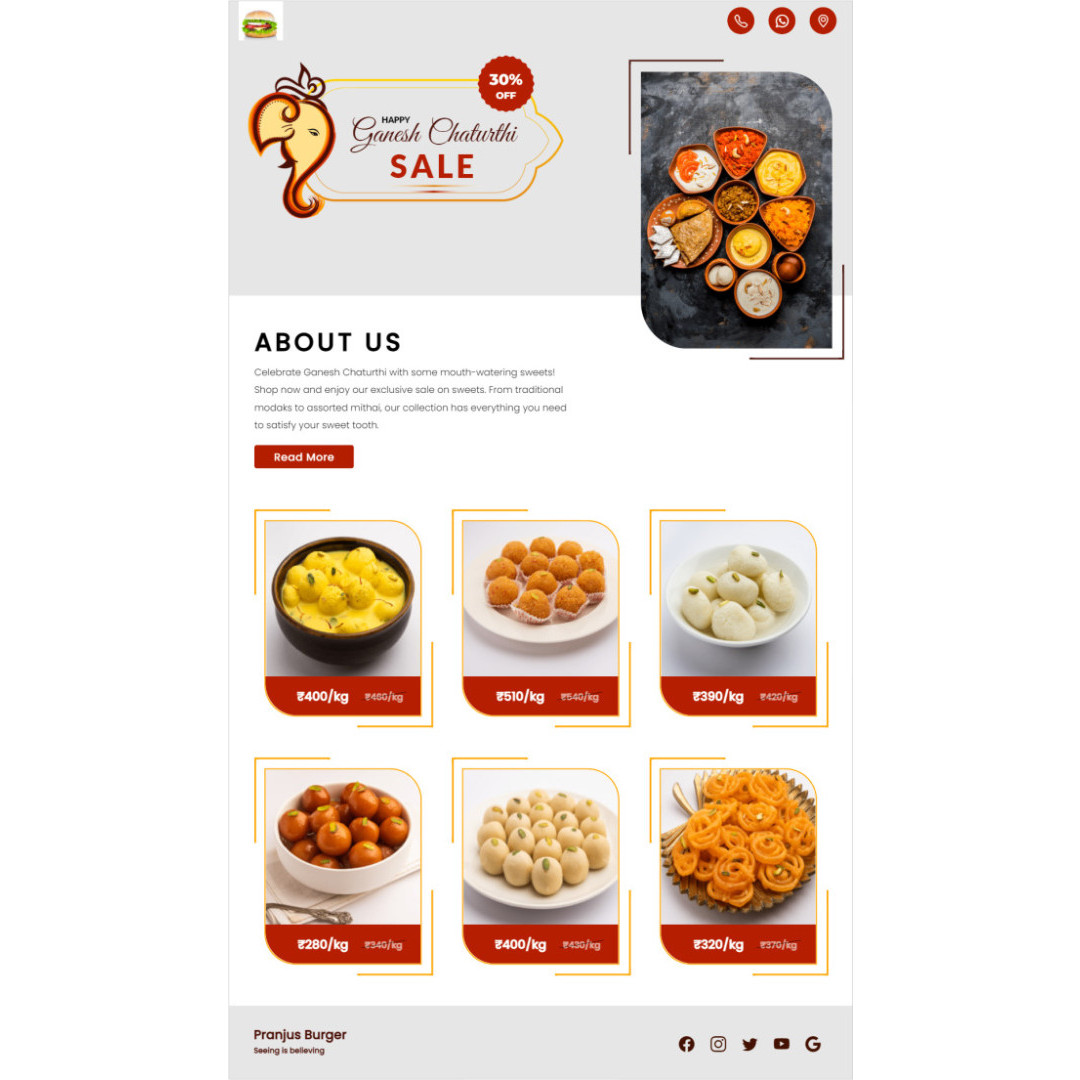 30%
OFF
HAPPY
Ganesh Chaturthi
SALE
ABOUT US
Celebrate Ganesh Chaturthi with some mouth-watering sweets!
Shop now and enjoy our exclusive sale on sweets. From traditional
modaks to assorted mithai, our collection has everything you need
to satisfy your sweet tooth.
Read More
₹400/kg ₹460/kg
₹510/kg ₹540/kg
₹390/kg ₹420/kg
₹280/kg ₹340/kg
₹400/kg ₹430/kg
₹320/kg ₹370/kg
Pranjus Burger
Seeing is believing